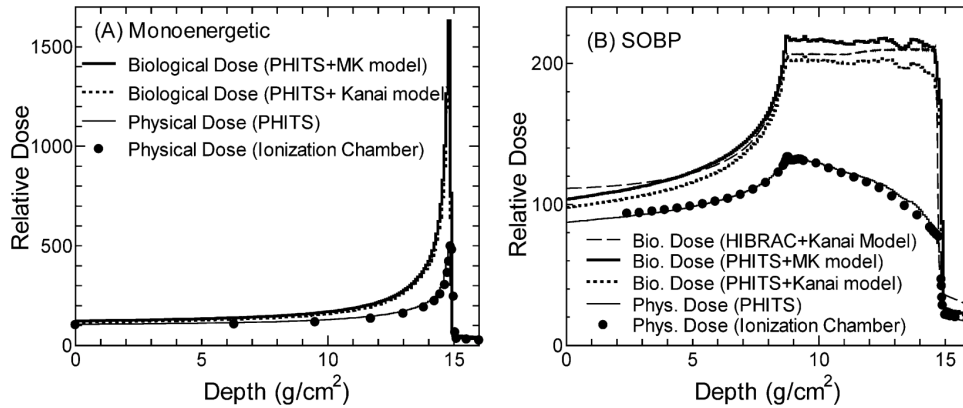 (A) Monoenergetic
Biological Dose (PHITS+MK model)
Biological Dose (PHITS+ Kanai model
Physical Dose (PHITS)
Physical Dose (Ionization Chamber)
Relative Dose
1500
1000
500
0
0
5
10
15
Depth (g/cm2)
(B) SOBP
Bio. Dose (HIBRAC+Kanai Model)
Bio. Dose (PHITS+MK model)
Bio. Dose (PHITS+Kanai model)
Phys. Dose (PHITS)
Phys. Dose (Ionization Chamber)
Relative Dose
200
100
0
0
5
10
15
Depth (g/cm2)